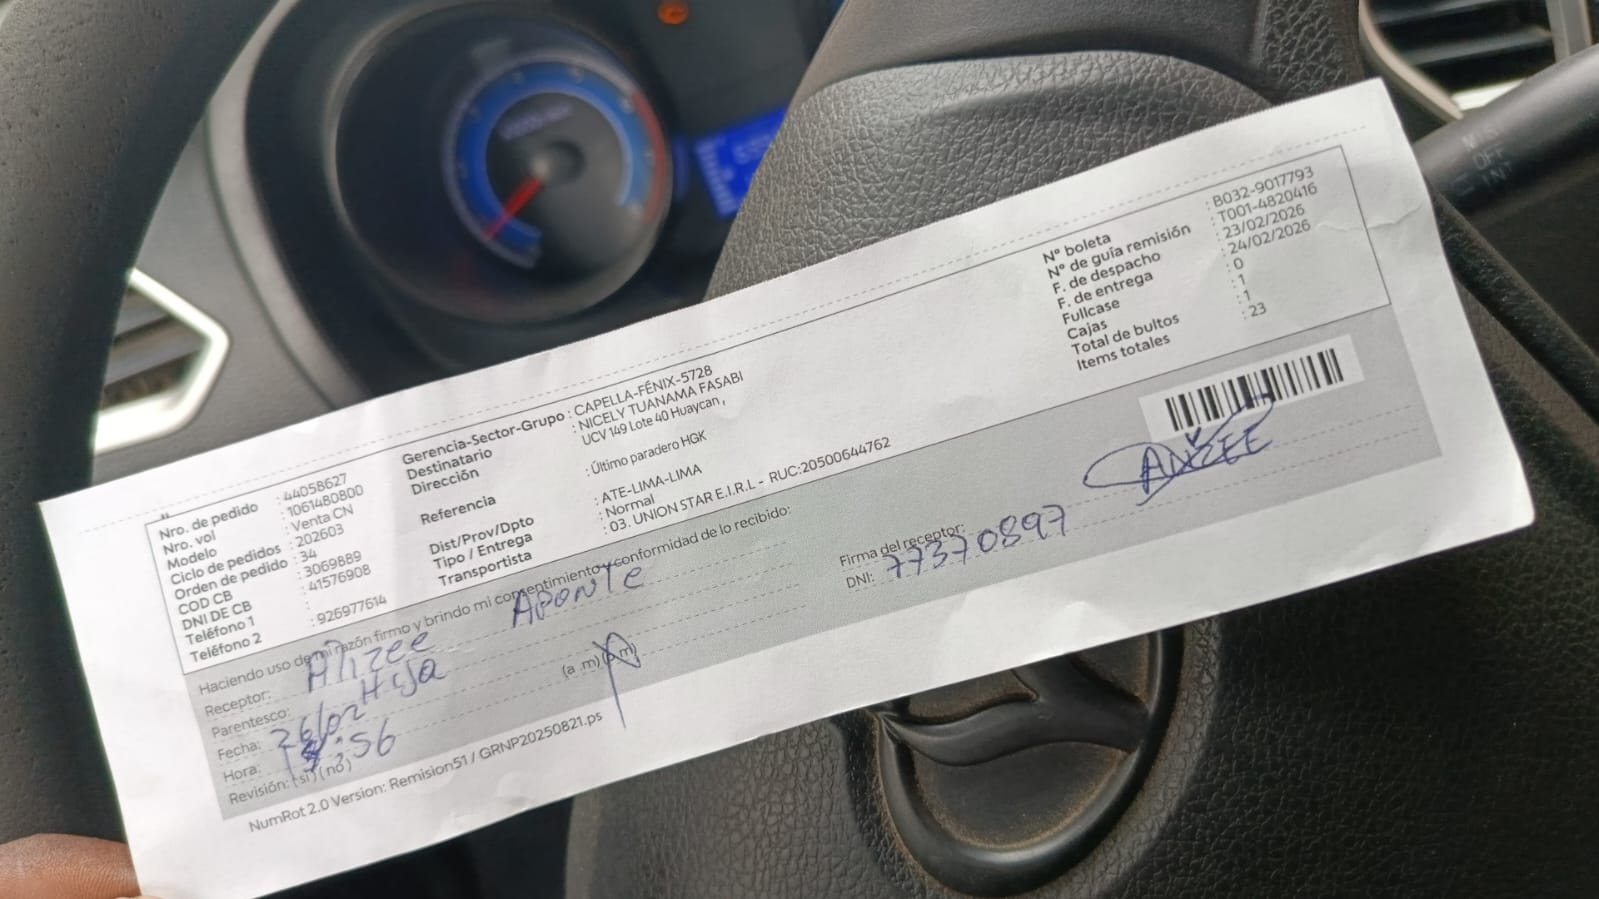 Nro. de pedido : 44058627
Nro. vol : 1061480800
Modelo : Venta CN
Ciclo de pedidos : 202603
Orden de pedido : 34
COD CB : 3069889
DNI DE CB : 41576908
Teléfono 1 :
Teléfono 2 : 926977614
Gerencia-Sector-Grupo : CAPELLA-FÉNIX-5728
Destinatario : NICELY TUANAMA FASABI
Dirección UCV 149 Lote 40 Huaycan ,
Referencia : Último paradero HGK
Dist/Prov/Dpto : ATE-LIMA-LIMA
Tipo / Entrega : Normal
Transportista : 03. UNION STAR E.I.R.L - RUC:20500644762
Nº boleta : B032-9017793
Nº de guía remisión : T001-4820416
F. de despacho : 23/02/2026
F. de entrega : 24/02/2026
Fullcase : 0
Cajas : 1
Total de bultos : 1
Items totales : 23
Haciendo uso de mi razón firmo y brindo mi consentimiento y conformidad de lo recibido:
Receptor: Alizee Aponte
Parentesco: Hija
Fecha: 26/02
Hora: :56 (a .m) (p.m)
Revisión: (si) (no)
Firma del receptor:
DNI: 77370897
NumRot 2.0 Version: Remision51 / GRNP20250821.ps
MIST
OFF
INT